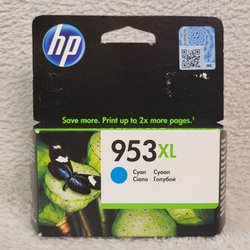 hp
Save more. Print up to 2x more pages.
953XL
Cyan Cyaan
Ciano Голубой